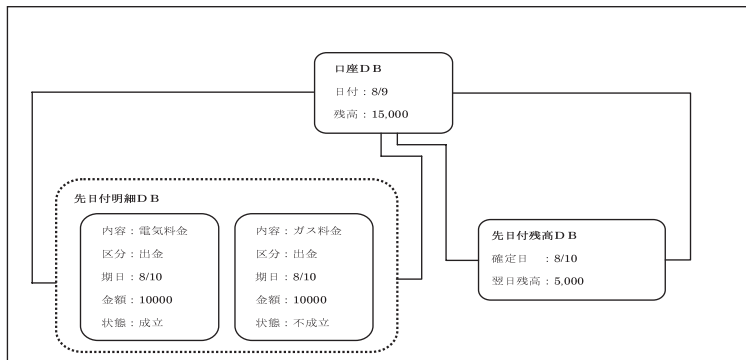 口座ＤＢ
日付：8/9
残高：15,000
先日付明細ＤＢ
内容：電気料金
区分：出金
期日：8/10
金額：10000
状態：成立
内容：ガス料金
区分：出金
期日：8/10
金額：10000
状態：不成立
先日付残高ＤＢ
確定日　：8/10
翌日残高：5,000